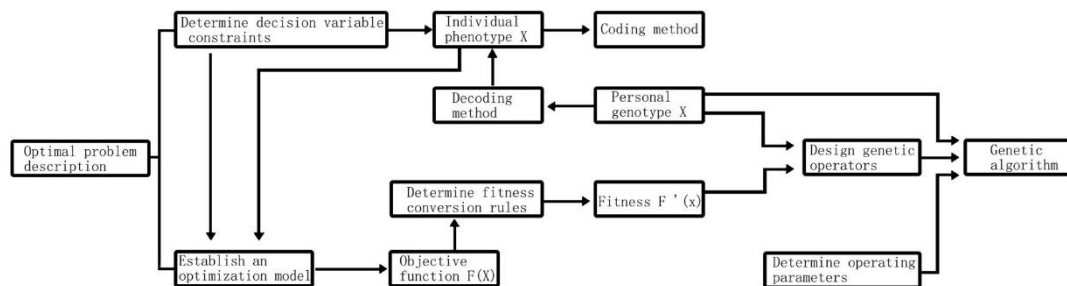 Determine decision variable
constraints
Individual
phenotype X
Coding method
Decoding
method
Personal
genotype X
Optimal problem
description
Design genetic
operators
Genetic
algorithm
Determine fitness
conversion rules
Fitness F '(x)
Establish an
optimization model
Objective
function F(X)
Determine operating
parameters